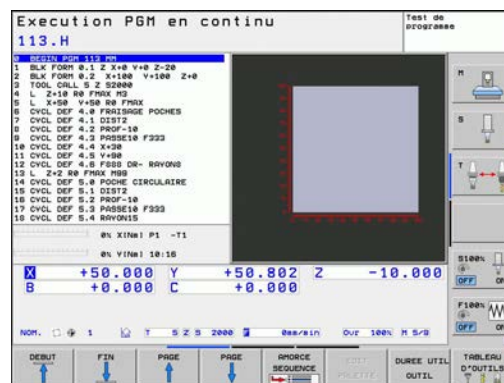 Execution PGM en continu
Test de programme
113.H
0 BEGIN PGM 113 MM
1 BLK FORM 0.1 Z X+0 Y+0 Z-20
2 BLK FORM 0.2 X+100 Y+100 Z+0
3 TOOL CALL 5 Z S2000
4 L Z+10 R0 FMAX M3
5 L X+50 Y+50 R0 FMAX
6 CYCL DEF 4.0 FRAISAGE POCHES
7 CYCL DEF 4.1 DIST2
8 CYCL DEF 4.2 PROF-10
9 CYCL DEF 4.3 PASSE10 F333
10 CYCL DEF 4.4 X+30
11 CYCL DEF 4.5 Y+90
12 CYCL DEF 4.6 F888 DR- RAYON8
13 L Z+2 R0 FMAX M99
14 CYCL DEF 5.0 POCHE CIRCULAIRE
15 CYCL DEF 5.1 DIST2
16 CYCL DEF 5.2 PROF-10
17 CYCL DEF 5.3 PASSE10 F333
18 CYCL DEF 5.4 RAYON15
0% X[Nm] P1 -T1
0% Y[Nm] 10:16
X +50.000 Y +50.802 Z -10.000
B +0.000 C +0.000
NOM. 1 T 5 Z S 2000 0mm/min Ovr 100% M 5/9
M
S
T
S100%
OFF ON
F100%
OFF ON
DEBUT
FIN
PAGE
PAGE
AMORCE SEQUENCE
EDIT PALETTE
DUREE UTIL OUTIL
TABLEAU D'OUTILS